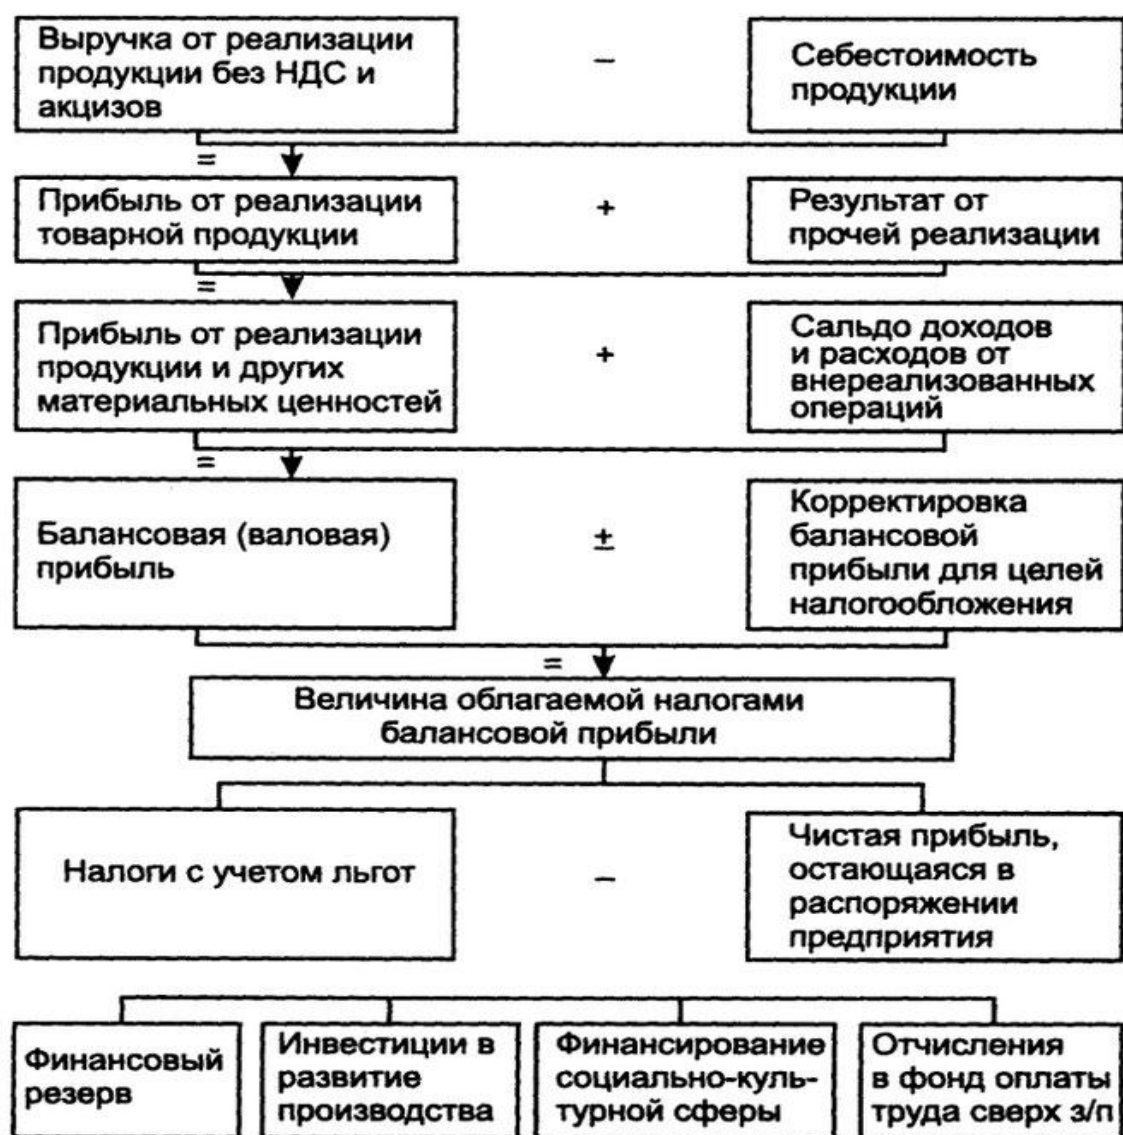 Выручка от реализации
продукции без НДС и
акцизов
–
Себестоимость
продукции
=
Прибыль от реализации
товарной продукции
+
Результат от
прочей реализации
=
Прибыль от реализации
продукции и других
материальных ценностей
+
Сальдо доходов
и расходов от
внереализованных
операций
=
Балансовая (валовая)
прибыль
±
Корректировка
балансовой
прибыли для целей
налогообложения
=
Величина облагаемой налогами
балансовой прибыли
Налоги с учетом льгот
–
Чистая прибыль,
остающаяся в
распоряжении
предприятия
Финансовый
резерв
Инвестиции в
развитие
производства
Финансирование
социально-куль-
турной сферы
Отчисления
в фонд оплаты
труда сверх з/п